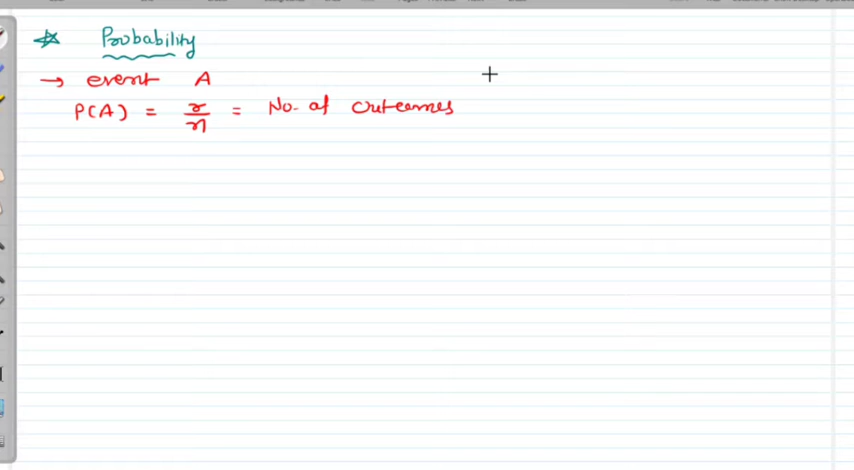 Probability
→ event A
P(A) = r/n = No. of outcomes